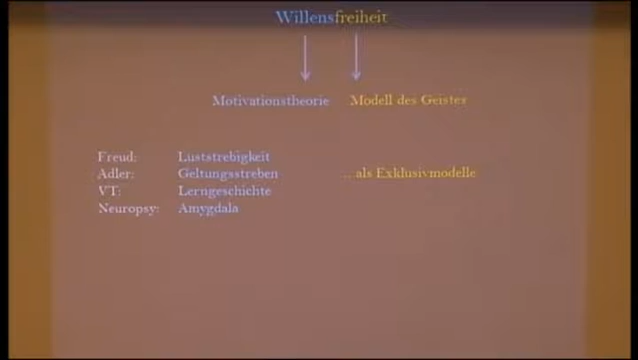 Willensfreiheit
Motivationstheorie Modell des Geistes
Freud: Luststrebigkeit
Adler: Geltungsstreben ...als Exklusivmodelle
VT: Lerngeschichte
Neuropsy: Amygdala